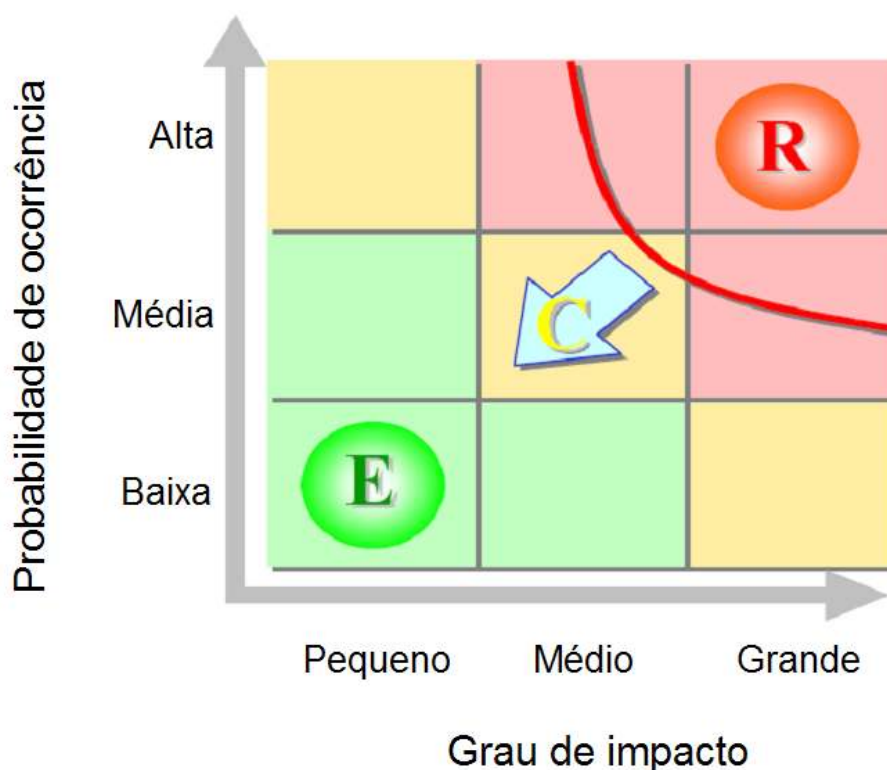 Probabilidade de ocorrência
Alta
R
Média
C
Baixa
E
Pequeno Médio Grande
Grau de impacto